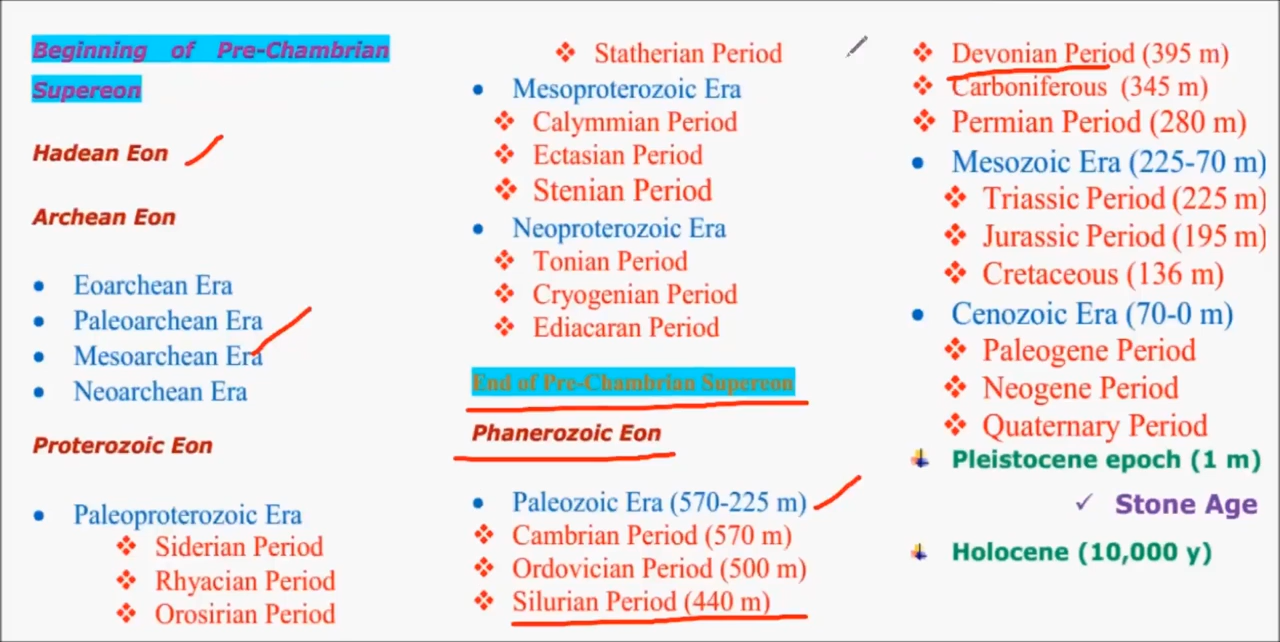 Beginning of Pre-Chambrian
Supereon
Hadean Eon
Archean Eon
Eoarchean Era
Paleoarchean Era
Mesoarchean Era
Neoarchean Era
Proterozoic Eon
Paleoproterozoic Era
Siderian Period
Rhyacian Period
Orosirian Period
Statherian Period
Mesoproterozoic Era
Calymmian Period
Ectasian Period
Stenian Period
Neoproterozoic Era
Tonian Period
Cryogenian Period
Ediacaran Period
End of Pre-Chambrian Supereon
Phanerozoic Eon
Paleozoic Era (570-225 m)
Cambrian Period (570 m)
Ordovician Period (500 m)
Silurian Period (440 m)
Devonian Period (395 m)
Carboniferous (345 m)
Permian Period (280 m)
Mesozoic Era (225-70 m)
Triassic Period (225 m)
Jurassic Period (195 m)
Cretaceous (136 m)
Cenozoic Era (70-0 m)
Paleogene Period
Neogene Period
Quaternary Period
Pleistocene epoch (1 m)
Stone Age
Holocene (10,000 y)